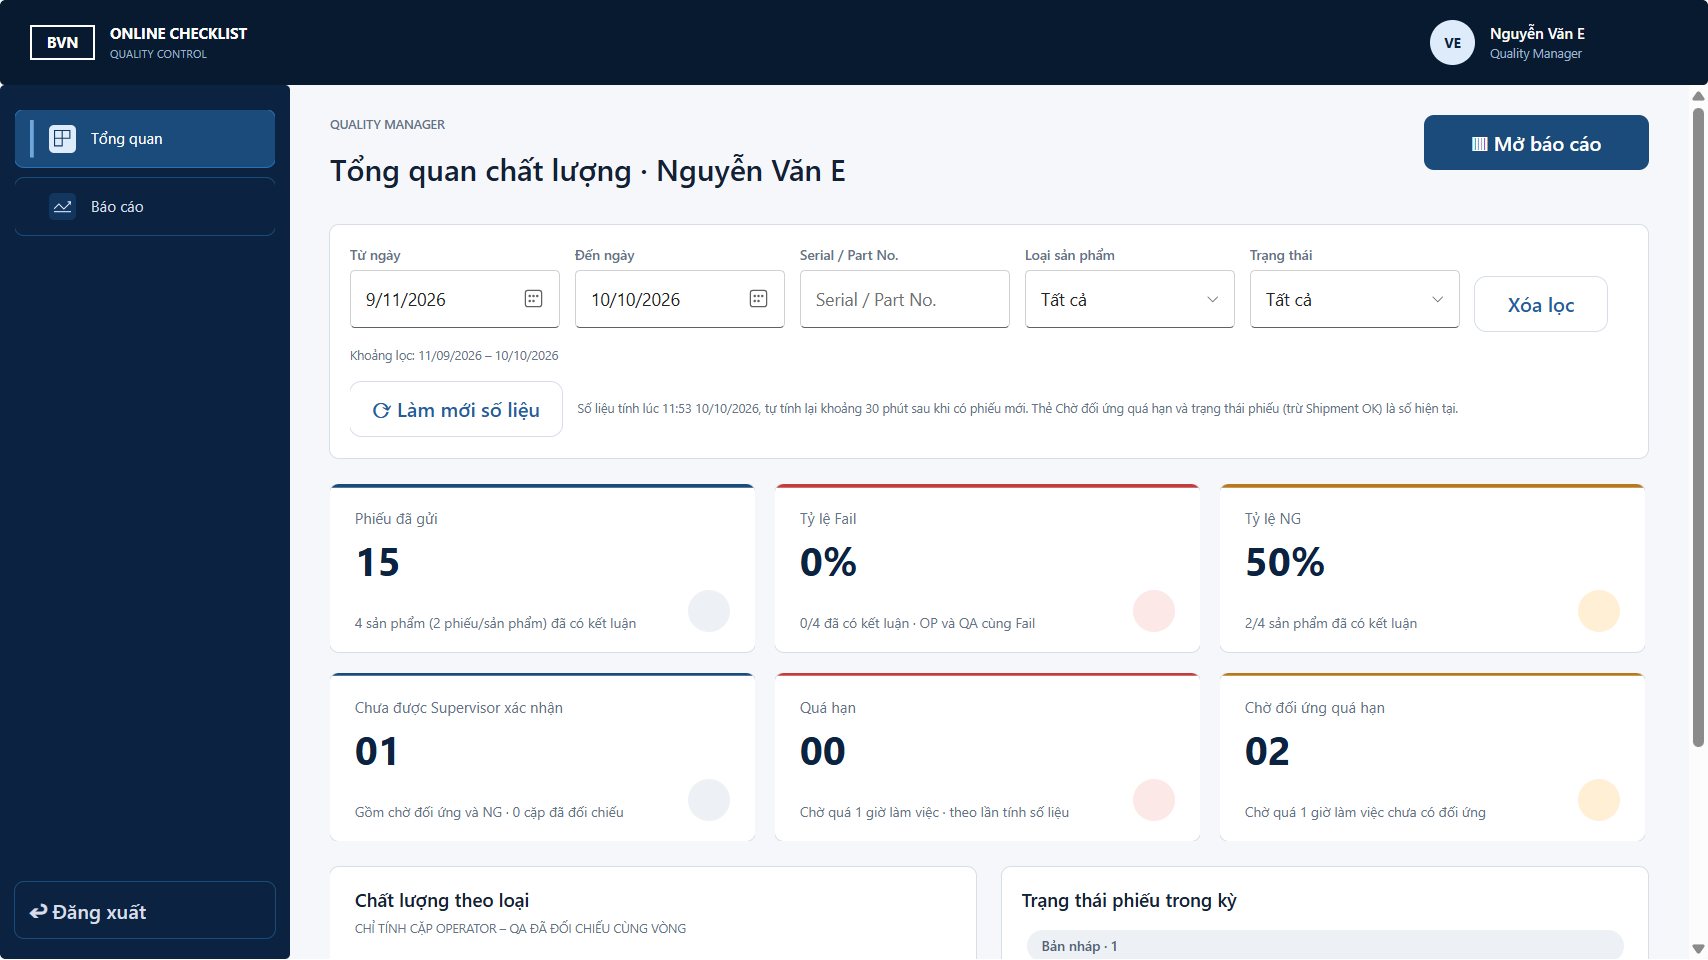 BVN
ONLINE CHECKLIST
QUALITY CONTROL
VE
Nguyễn Văn E
Quality Manager
Tổng quan
Báo cáo
Đăng xuất
QUALITY MANAGER
Tổng quan chất lượng · Nguyễn Văn E
Mở báo cáo
Từ ngày
Đến ngày
Serial / Part No.
Loại sản phẩm
Trạng thái
9/11/2026
10/10/2026
Serial / Part No.
Tất cả
Tất cả
Xóa lọc
Khoảng lọc: 11/09/2026 – 10/10/2026
Làm mới số liệu
Số liệu tính lúc 11:53 10/10/2026, tự tính lại khoảng 30 phút sau khi có phiếu mới. Thẻ Chờ đối ứng quá hạn và trạng thái phiếu (trừ Shipment OK) là số hiện tại.
Phiếu đã gửi
15
4 sản phẩm (2 phiếu/sản phẩm) đã có kết luận
Tỷ lệ Fail
0%
0/4 đã có kết luận · OP và QA cùng Fail
Tỷ lệ NG
50%
2/4 sản phẩm đã có kết luận
Chưa được Supervisor xác nhận
01
Gồm chờ đối ứng và NG · 0 cặp đã đối chiếu
Quá hạn
00
Chờ quá 1 giờ làm việc · theo lần tính số liệu
Chờ đối ứng quá hạn
02
Chờ quá 1 giờ làm việc chưa có đối ứng
Chất lượng theo loại
CHỈ TÍNH CẶP OPERATOR – QA ĐÃ ĐỐI CHIẾU CÙNG VÒNG
Trạng thái phiếu trong kỳ
Bản nháp · 1